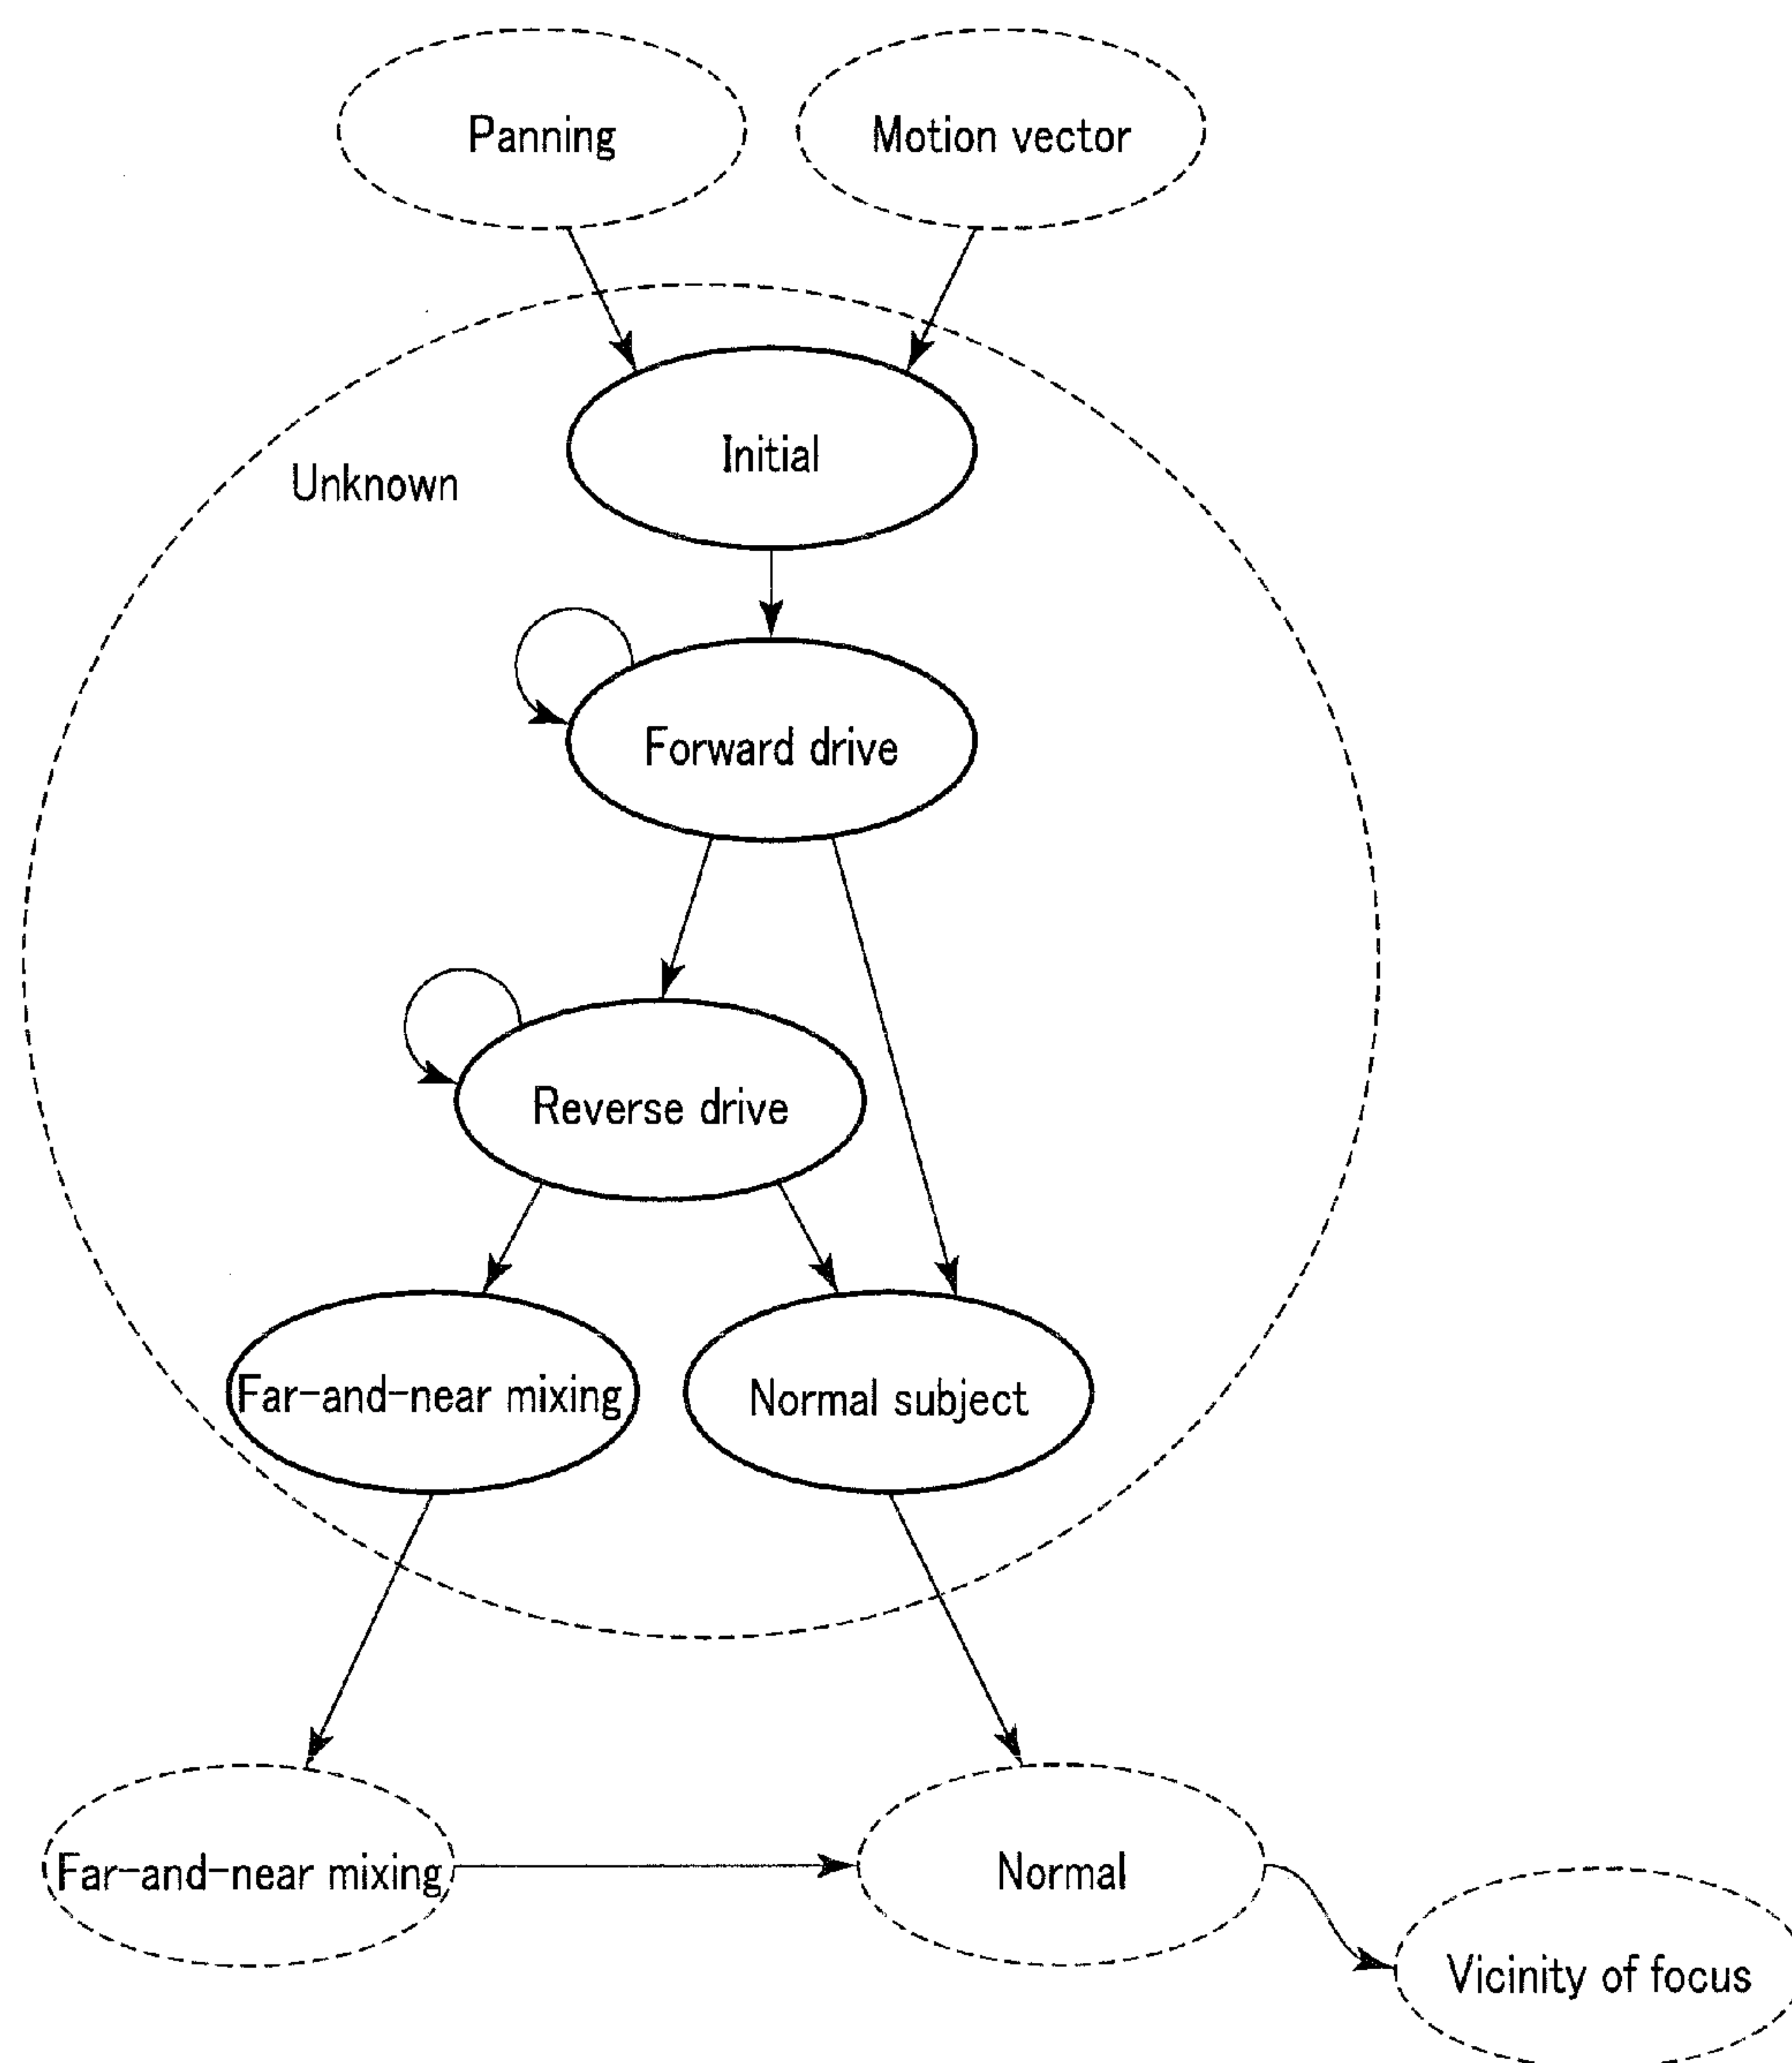 Panning
Motion vector
Initial
Unknown
Forward drive
Reverse drive
Far-and-near mixing
Normal subject
Far-and-near mixing
Normal
Vicinity of focus